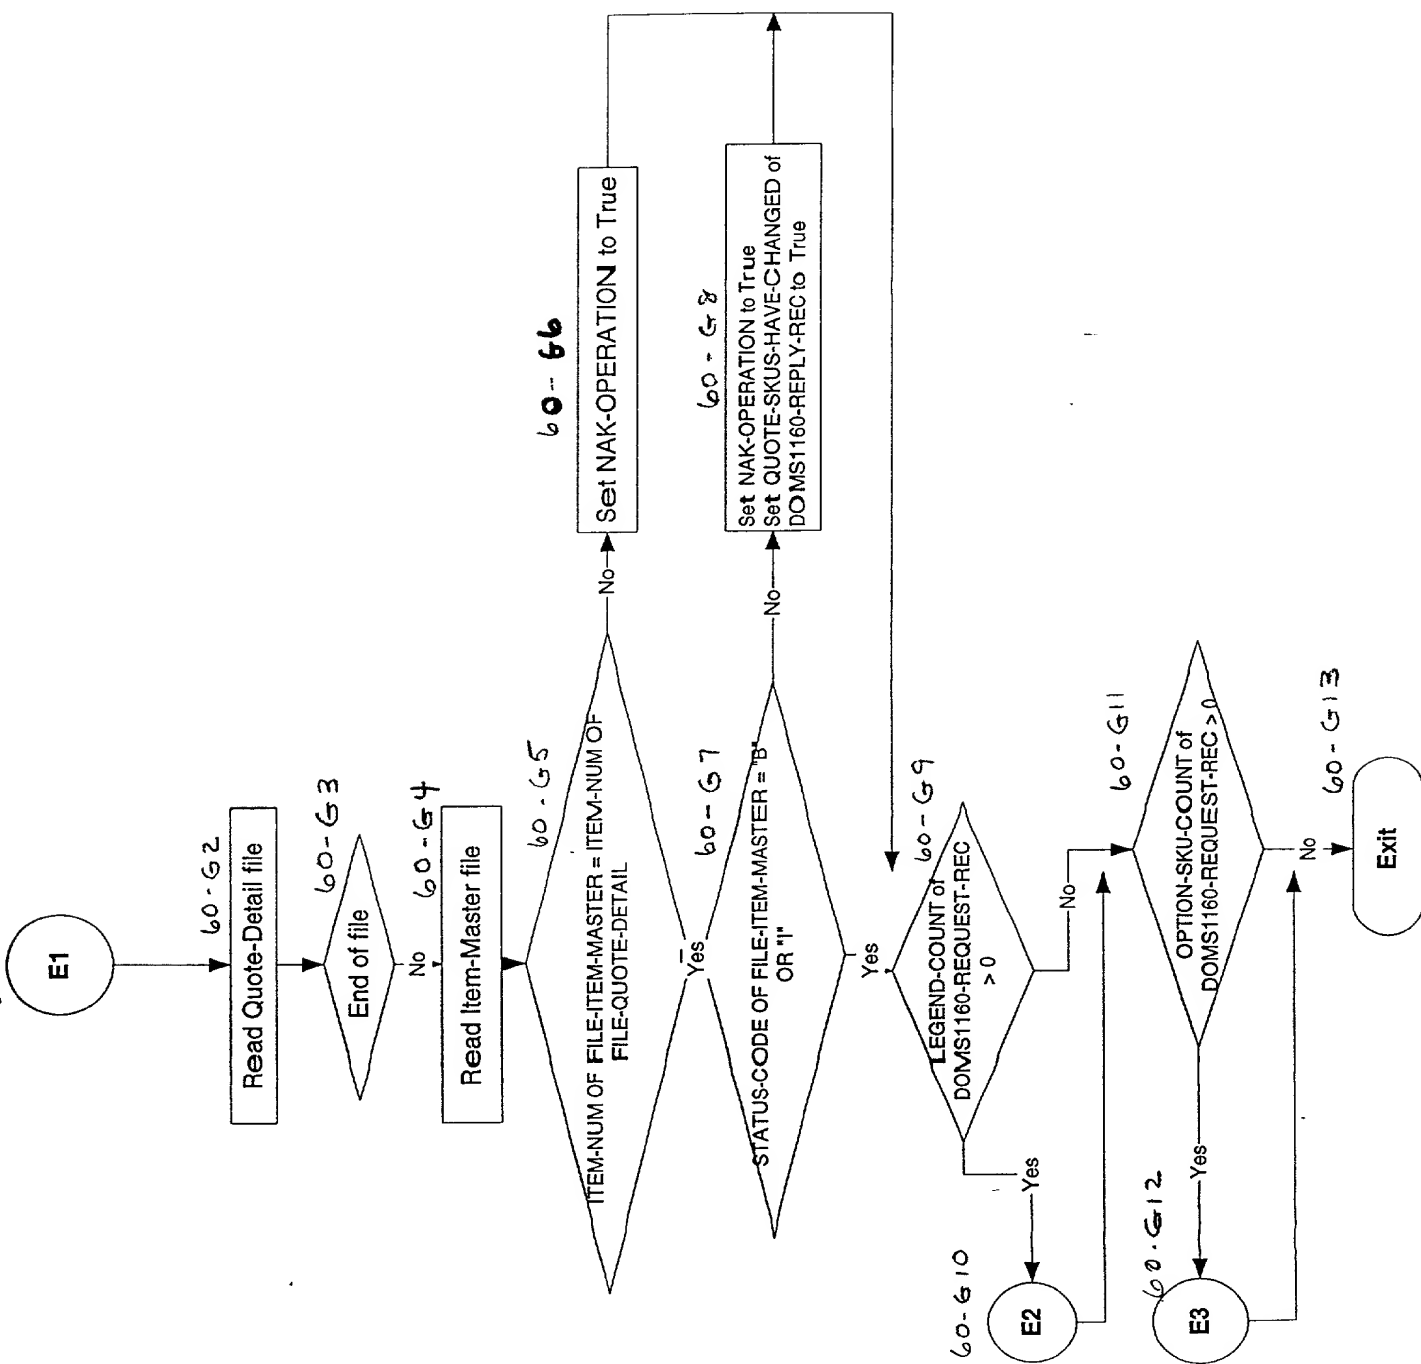 E1
60-G2
Read Quote-Detail file
60-G3
End of file
No
60-G4
Read Item-Master file
60-G5
ITEM-NUM OF FILE-ITEM-MASTER = ITEM-NUM OF
FILE-QUOTE-DETAIL
No
60-G6
Set NAK-OPERATION to True
Yes
60-G7
STATUS-CODE OF FILE-ITEM-MASTER = "B"
OR "I"
No
60-G8
Set NAK-OPERATION to True
Set QUOTE-SKUS-HAVE-CHANGED of
DOMS1160-REPLY-REC to True
Yes
60-G9
LEGEND-COUNT of
DOMS1160-REQUEST-REC
> 0
Yes
60-G10
E2
No
60-G11
OPTION-SKU-COUNT of
DOMS1160-REQUEST-REC > 0
Yes
60-G12
E3
No
60-G13
Exit